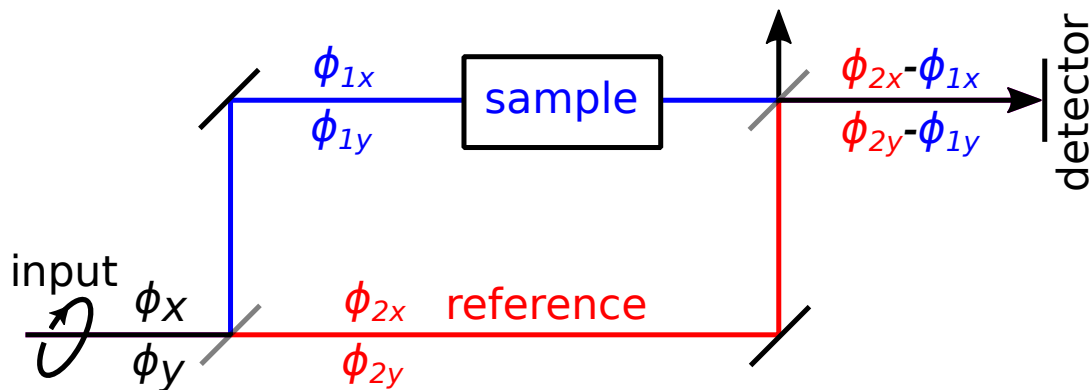 ϕ1x
ϕ1y
sample
ϕ2x-ϕ1x
ϕ2y-ϕ1y
detector
input
ϕx
ϕy
ϕ2x
reference
ϕ2y